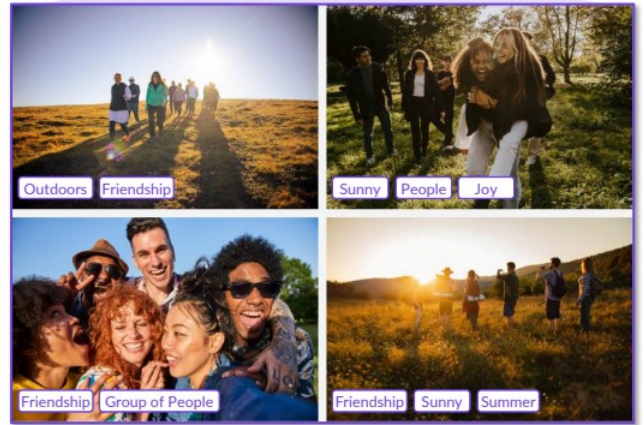 Outdoors Friendship
Sunny People Joy
Friendship Group of People
Friendship Sunny Summer